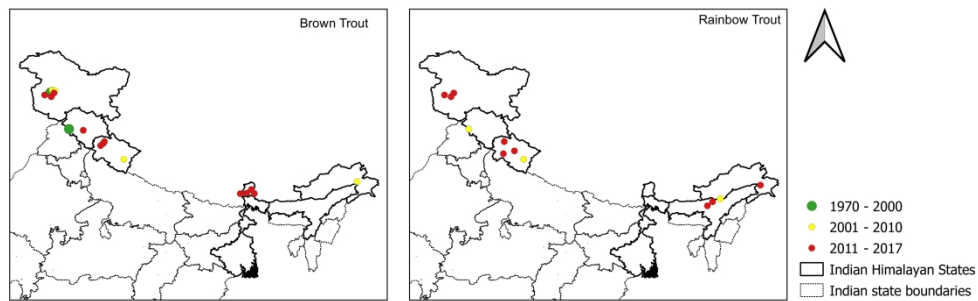 Brown Trout
Rainbow Trout
1970 - 2000
2001 - 2010
2011 - 2017
Indian Himalayan States
Indian state boundaries